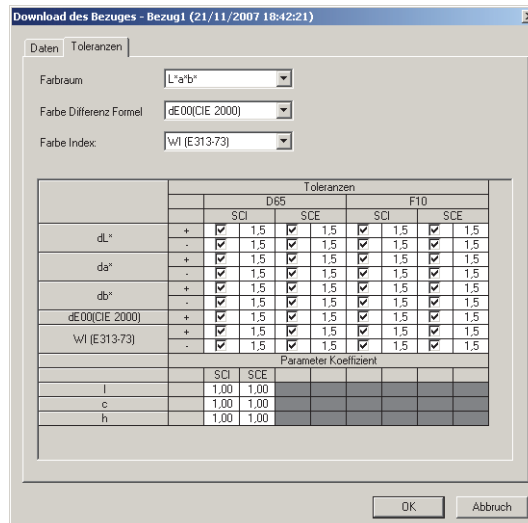 Download des Bezuges - Bezug1 (21/11/2007 18:42:21)
Daten Toleranzen
Farbraum L*a*b*
Farbe Differenz Formel dE00(CIE 2000)
Farbe Index: WI (E313-73)
Toleranzen
D65 F10
SCI SCE SCI SCE
dL* + 1,5 1,5 1,5 1,5
- 1,5 1,5 1,5 1,5
da* + 1,5 1,5 1,5 1,5
- 1,5 1,5 1,5 1,5
db* + 1,5 1,5 1,5 1,5
- 1,5 1,5 1,5 1,5
dE00(CIE 2000) + 1,5 1,5 1,5 1,5
WI (E313-73) + 1,5 1,5 1,5 1,5
- 1,5 1,5 1,5 1,5
Parameter Koeffizient
SCI SCE
l 1,00 1,00
c 1,00 1,00
h 1,00 1,00
OK Abbruch